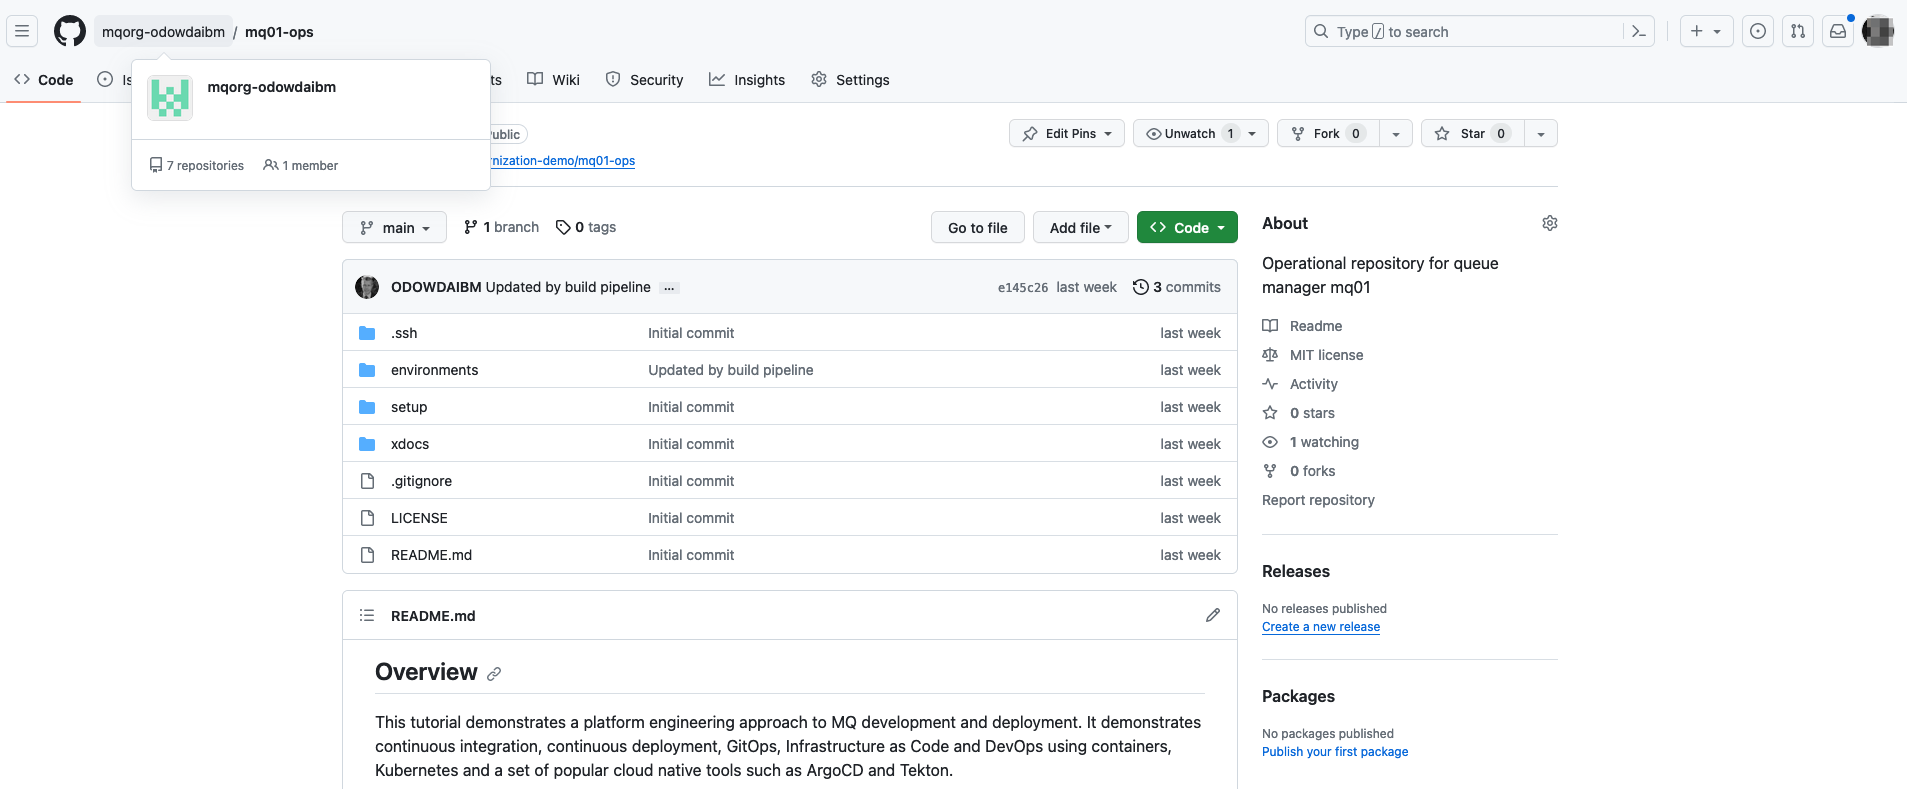 mqorg-odowdaibm / mq01-ops
Type / to search
Code
Wiki
Security
Insights
Settings
mqorg-odowdaibm
7 repositories
1 member
Edit Pins
Unwatch 1
Fork 0
Star 0
nization-demo/mq01-ops
main
1 branch
0 tags
Go to file
Add file
Code
ODOWDAIBM Updated by build pipeline ...
e145c26 last week
3 commits
.ssh Initial commit last week
environments Updated by build pipeline last week
setup Initial commit last week
xdocs Initial commit last week
.gitignore Initial commit last week
LICENSE Initial commit last week
README.md Initial commit last week
README.md
Overview
This tutorial demonstrates a platform engineering approach to MQ development and deployment. It demonstrates
continuous integration, continuous deployment, GitOps, Infrastructure as Code and DevOps using containers,
Kubernetes and a set of popular cloud native tools such as ArgoCD and Tekton.
About
Operational repository for queue
manager mq01
Readme
MIT license
Activity
0 stars
1 watching
0 forks
Report repository
Releases
No releases published
Create a new release
Packages
No packages published
Publish your first package